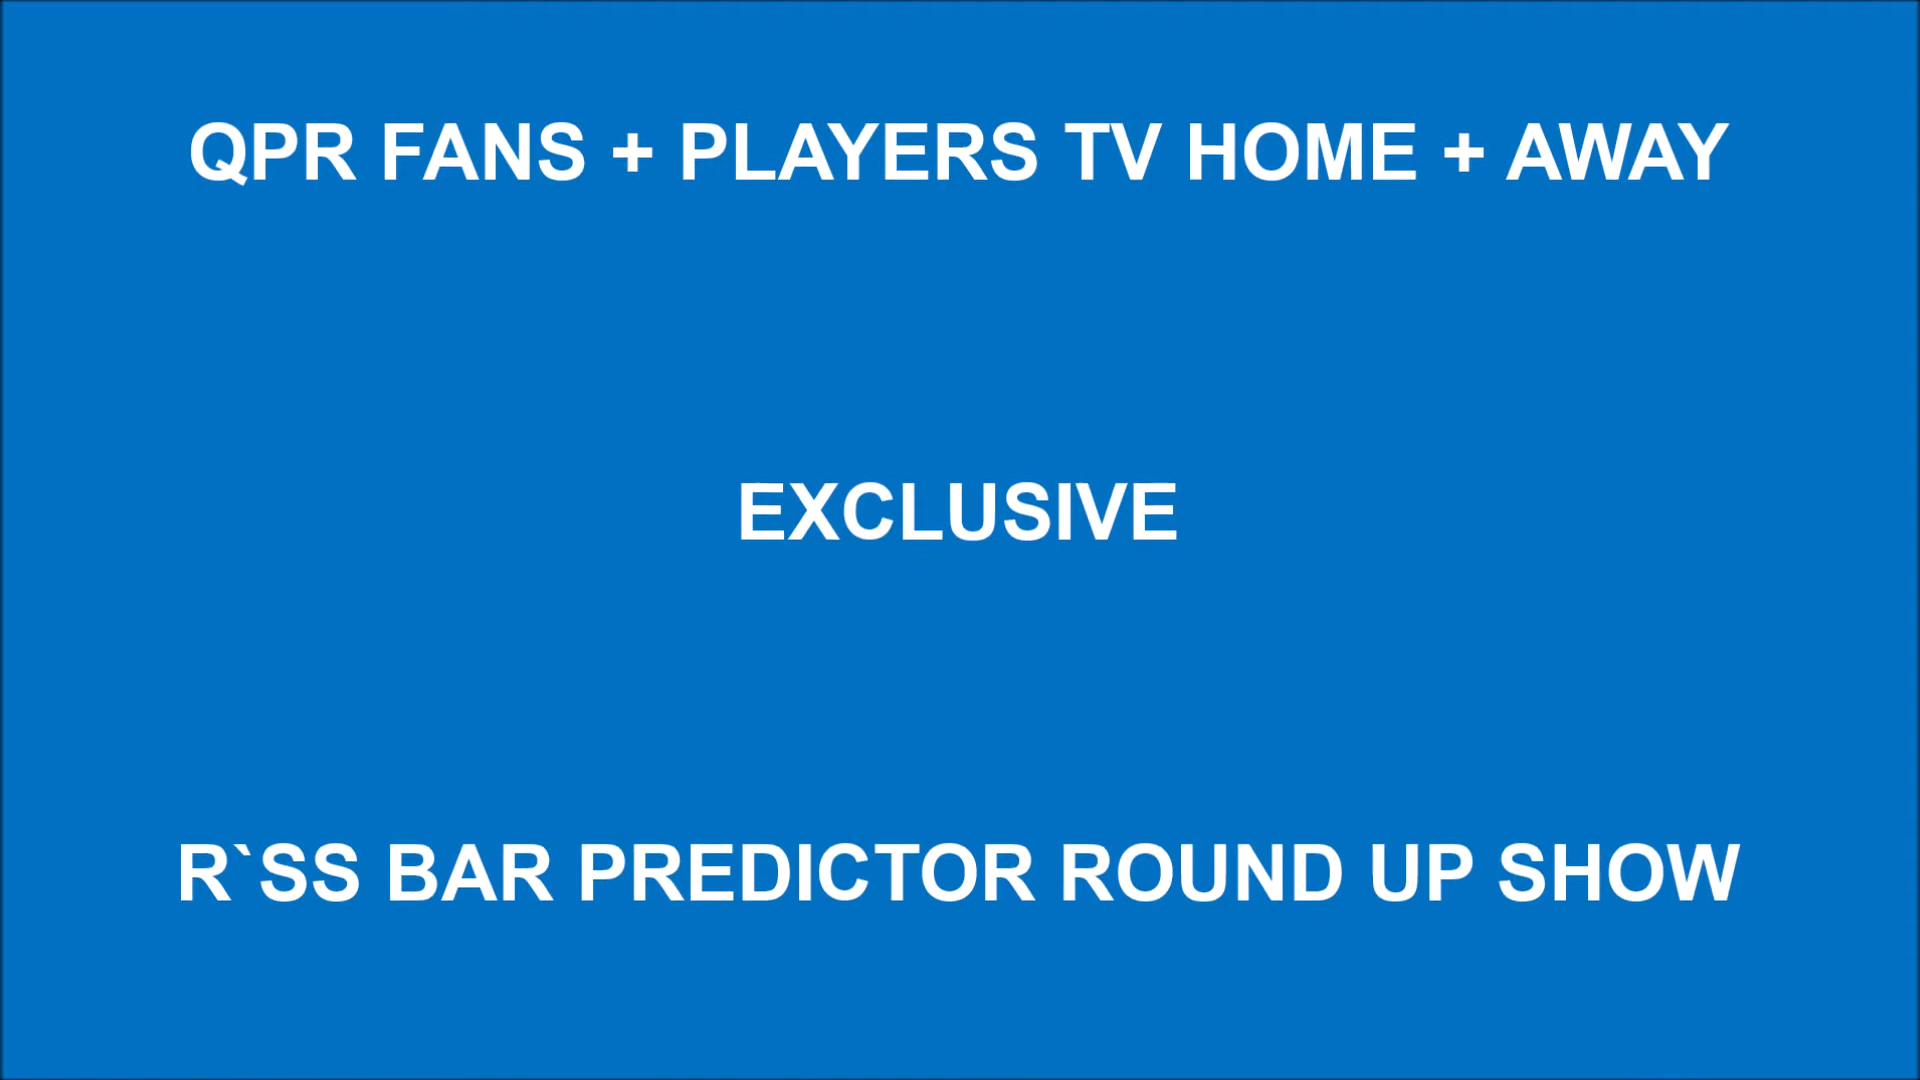 QPR FANS + PLAYERS TV HOME + AWAY
EXCLUSIVE
R`SS BAR PREDICTOR ROUND UP SHOW